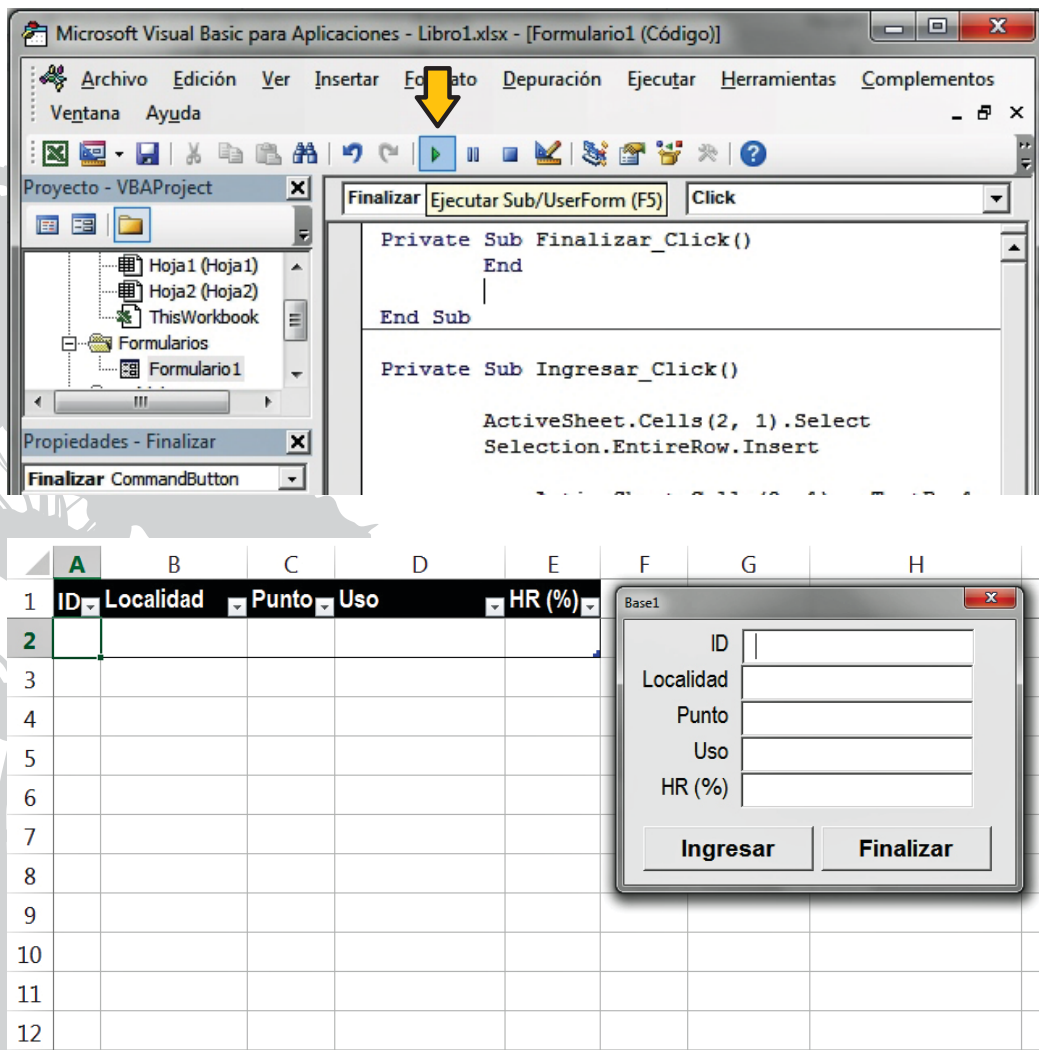 Microsoft Visual Basic para Aplicaciones - Libro1.xlsx - [Formulario1 (Código)]
Archivo Edición Ver Insertar Fo ato Depuración Ejecutar Herramientas Complementos
Ventana Ayuda
Proyecto - VBAProject
Finalizar Ejecutar Sub/UserForm (F5) Click
Hoja1 (Hoja1)
Hoja2 (Hoja2)
ThisWorkbook
Formularios
Formulario1
Propiedades - Finalizar
Finalizar CommandButton
Private Sub Finalizar_Click()
End
End Sub
Private Sub Ingresar_Click()
ActiveSheet.Cells(2, 1).Select
Selection.EntireRow.Insert
A B C D E F G H
1 ID Localidad Punto Uso HR (%)
2
3
4
5
6
7
8
9
10
11
12
Base1
ID
Localidad
Punto
Uso
HR (%)
Ingresar Finalizar